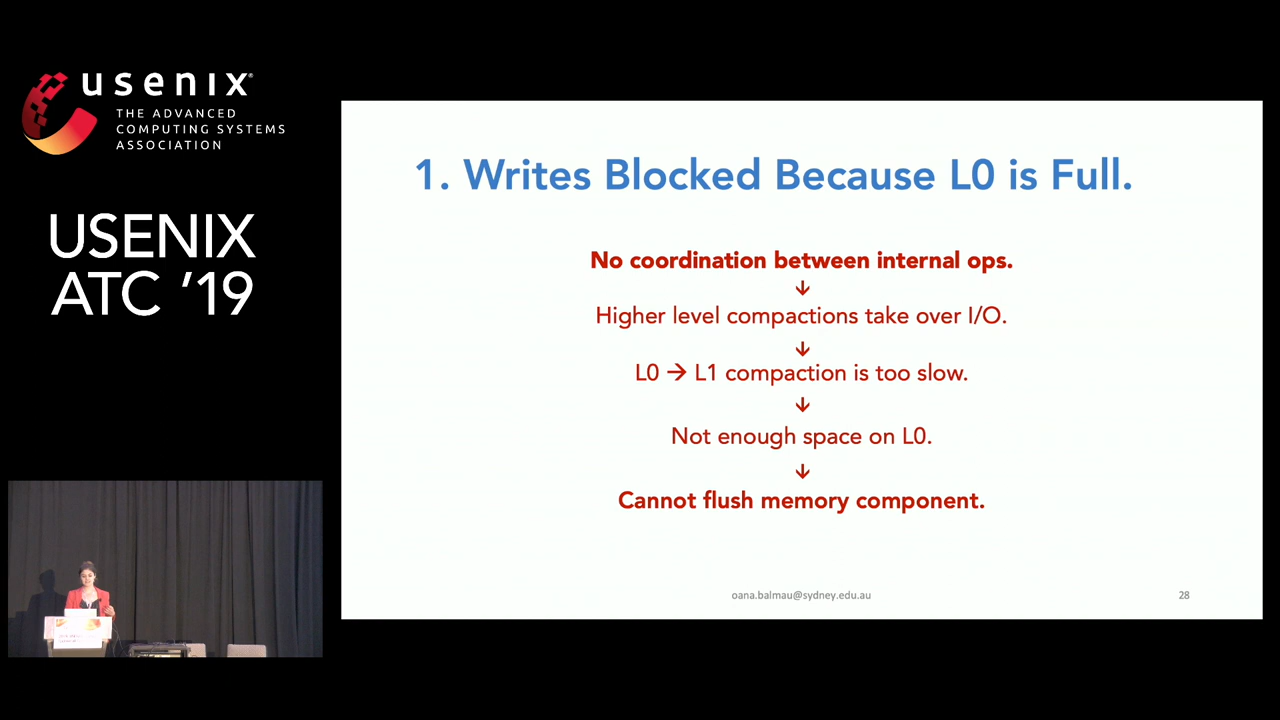 usenix
THE ADVANCED
COMPUTING SYSTEMS
ASSOCIATION
USENIX
ATC '19
1. Writes Blocked Because L0 is Full.
No coordination between internal ops.
↓
Higher level compactions take over I/O.
↓
L0 → L1 compaction is too slow.
↓
Not enough space on L0.
↓
Cannot flush memory component.
oana.balmau@sydney.edu.au
28